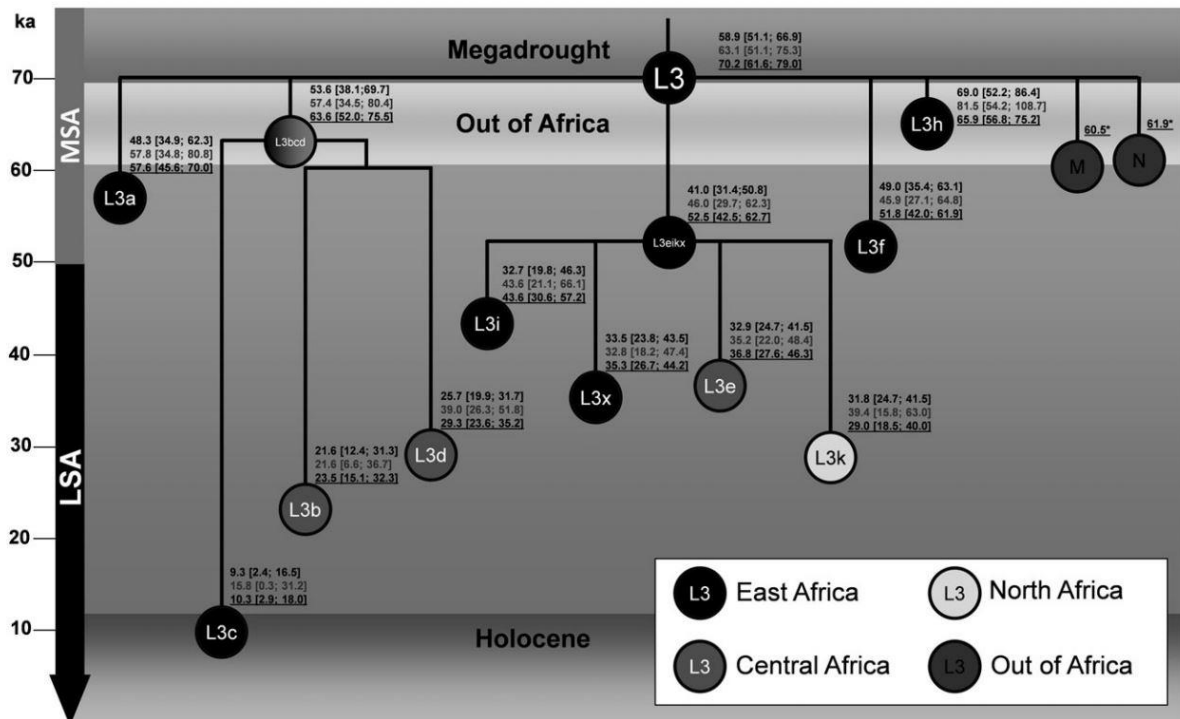 ka
MSA
LSA
70
60
50
40
30
20
10
Megadrought
Out of Africa
Holocene
58.9 [51.1; 66.9]
63.1 [51.1; 75.3]
70.2 [61.6; 79.0]
L3
53.6 [38.1;69.7]
57.4 [34.5; 80.4]
63.6 [52.0; 75.5]
L3bcd
48.3 [34.9; 62.3]
57.8 [34.8; 80.8]
57.6 [45.6; 70.0]
L3a
69.0 [52.2; 86.4]
81.5 [54.2; 108.7]
65.9 [56.8; 75.2]
L3h
60.5*
M
61.9*
N
41.0 [31.4;50.8]
46.0 [29.7; 62.3]
52.5 [42.5; 62.7]
L3eikx
49.0 [35.4; 63.1]
45.9 [27.1; 64.8]
51.8 [42.0; 61.9]
L3f
32.7 [19.8; 46.3]
43.6 [21.1; 66.1]
43.6 [30.6; 57.2]
L3i
33.5 [23.8; 43.5]
32.8 [18.2; 47.4]
35.3 [26.7; 44.2]
L3x
32.9 [24.7; 41.5]
35.2 [22.0; 48.4]
36.8 [27.6; 46.3]
L3e
31.8 [24.7; 41.5]
39.4 [15.8; 63.0]
29.0 [18.5; 40.0]
L3k
25.7 [19.9; 31.7]
39.0 [26.3; 51.8]
29.3 [23.6; 35.2]
L3d
21.6 [12.4; 31.3]
21.6 [6.6; 36.7]
23.5 [15.1; 32.3]
L3b
9.3 [2.4; 16.5]
15.8 [0.3; 31.2]
10.3 [2.9; 18.0]
L3c
L3 East Africa
L3 North Africa
L3 Central Africa
L3 Out of Africa